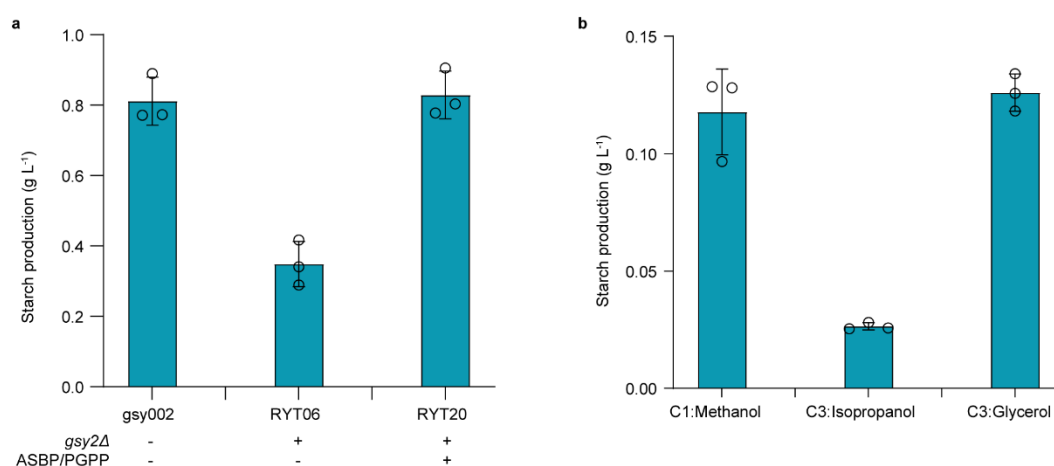 a
Starch production (g L⁻¹)
1.0
0.8
0.6
0.4
0.2
0.0
gsy002 RYT06 RYT20
gsy2Δ - + +
ASBP/PGPP - - +
b
Starch production (g L⁻¹)
0.15
0.10
0.05
0.00
C1:Methanol C3:Isopropanol C3:Glycerol